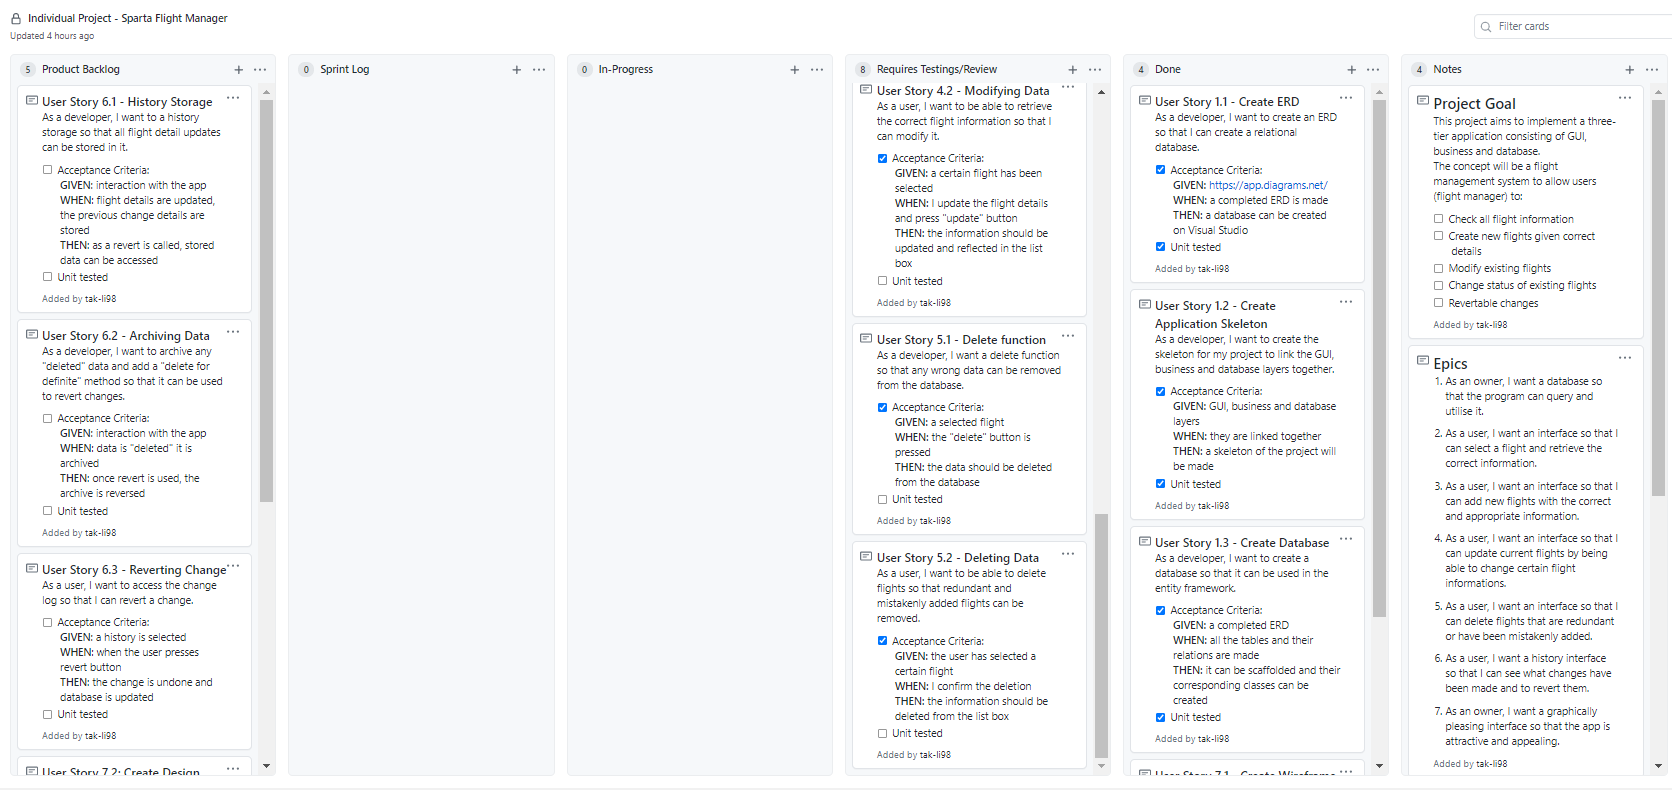 Individual Project - Sparta Flight Manager
Updated 4 hours ago
Filter cards
5 Product Backlog
User Story 6.1 - History Storage
As a developer, I want to a history
storage so that all flight detail updates
can be stored in it.
Acceptance Criteria:
GIVEN: interaction with the app
WHEN: flight details are updated,
the previous change details are
stored
THEN: as a revert is called, stored
data can be accessed
Unit tested
Added by tak-li98
User Story 6.2 - Archiving Data
As a developer, I want to archive any
"deleted" data and add a "delete for
definite" method so that it can be used
to revert changes.
Acceptance Criteria:
GIVEN: interaction with the app
WHEN: data is "deleted" it is
archived
THEN: once revert is used, the
archive is reversed
Unit tested
Added by tak-li98
User Story 6.3 - Reverting Change
As a user, I want to access the change
log so that I can revert a change.
Acceptance Criteria:
GIVEN: a history is selected
WHEN: when the user presses
revert button
THEN: the change is undone and
database is updated
Unit tested
Added by tak-li98
User Story 7.2: Create Design
0 Sprint Log
0 In-Progress
8 Requires Testings/Review
User Story 4.2 - Modifying Data
As a user, I want to be able to retrieve
the correct flight information so that I
can modify it.
Acceptance Criteria:
GIVEN: a certain flight has been
selected
WHEN: I update the flight details
and press "update" button
THEN: the information should be
updated and reflected in the list
box
Unit tested
Added by tak-li98
User Story 5.1 - Delete function
As a developer, I want a delete function
so that any wrong data can be removed
from the database.
Acceptance Criteria:
GIVEN: a selected flight
WHEN: the "delete" button is
pressed
THEN: the data should be deleted
from the database
Unit tested
Added by tak-li98
User Story 5.2 - Deleting Data
As a user, I want to be able to delete
flights so that redundant and
mistakenly added flights can be
removed.
Acceptance Criteria:
GIVEN: the user has selected a
certain flight
WHEN: I confirm the deletion
THEN: the information should be
deleted from the list box
Unit tested
Added by tak-li98
4 Done
User Story 1.1 - Create ERD
As a developer, I want to create an ERD
so that I can create a relational
database.
Acceptance Criteria:
GIVEN: https://app.diagrams.net/
WHEN: a completed ERD is made
THEN: a database can be created
on Visual Studio
Unit tested
Added by tak-li98
User Story 1.2 - Create
Application Skeleton
As a developer, I want to create the
skeleton for my project to link the GUI,
business and database layers together.
Acceptance Criteria:
GIVEN: GUI, business and database
layers
WHEN: they are linked together
THEN: a skeleton of the project will
be made
Unit tested
Added by tak-li98
User Story 1.3 - Create Database
As a developer, I want to create a
database so that it can be used in the
entity framework.
Acceptance Criteria:
GIVEN: a completed ERD
WHEN: all the tables and their
relations are made
THEN: it can be scaffolded and their
corresponding classes can be
created
Unit tested
Added by tak-li98
User Story 7.1 - Create Wireframe
4 Notes
Project Goal
This project aims to implement a three-
tier application consisting of GUI,
business and database.
The concept will be a flight
management system to allow users
(flight manager) to:
Check all flight information
Create new flights given correct
details
Modify existing flights
Change status of existing flights
Revertable changes
Added by tak-li98
Epics
1. As an owner, I want a database so
that the program can query and
utilise it.
2. As a user, I want an interface so that I
can select a flight and retrieve the
correct information.
3. As a user, I want an interface so that I
can add new flights with the correct
and appropriate information.
4. As a user, I want an interface so that I
can update current flights by being
able to change certain flight
informations.
5. As a user, I want an interface so that I
can delete flights that are redundant
or have been mistakenly added.
6. As a user, I want a history interface
so that I can see what changes have
been made and to revert them.
7. As an owner, I want a graphically
pleasing interface so that the app is
attractive and appealing.
Added by tak-li98